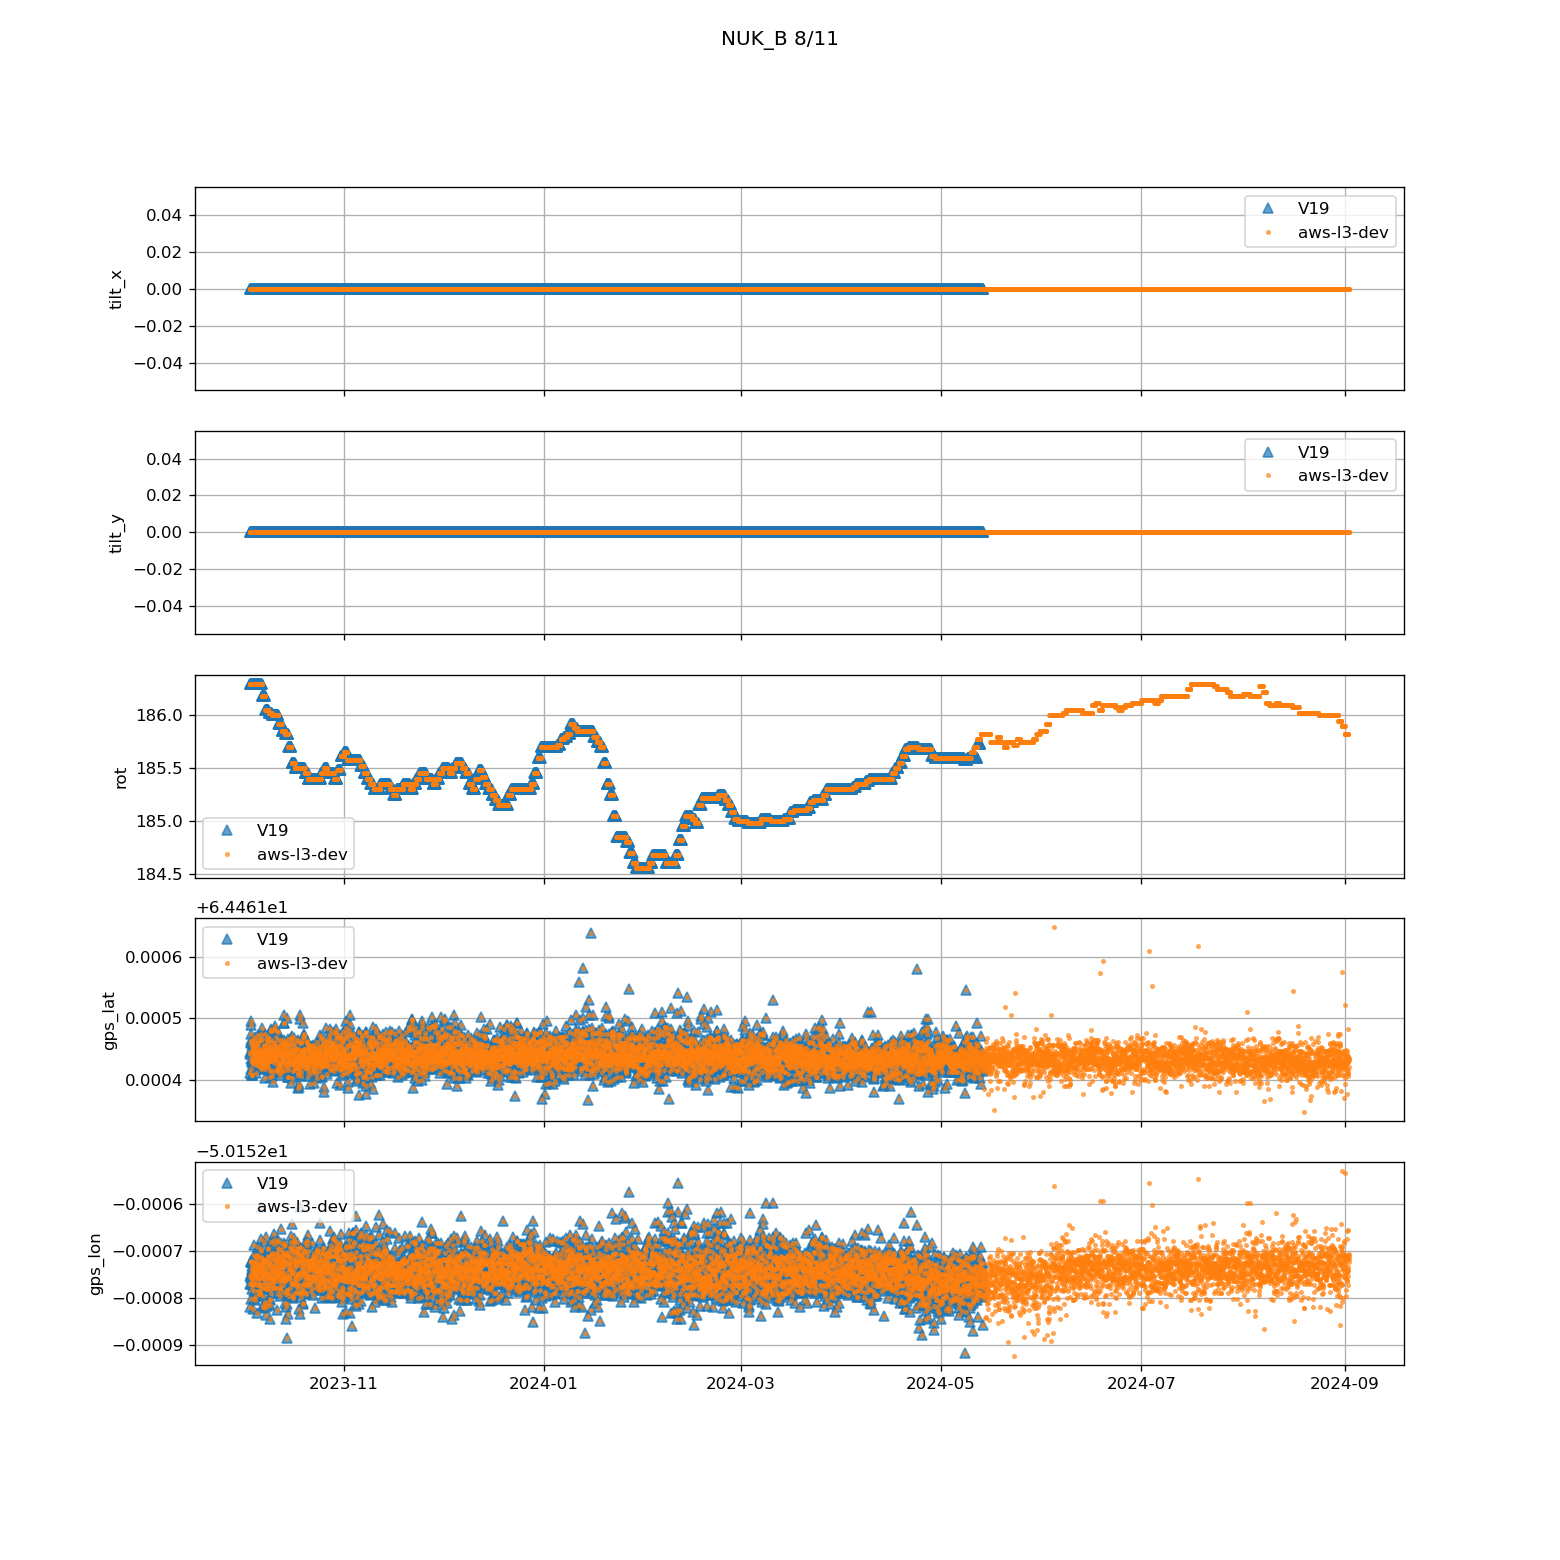 NUK_B 8/11
0.04
0.02
0.00
−0.02
−0.04
tilt_x
V19
aws-l3-dev
0.04
0.02
0.00
−0.02
−0.04
tilt_y
V19
aws-l3-dev
186.0
185.5
185.0
184.5
rot
V19
aws-l3-dev
+6.4461e1
0.0006
0.0005
0.0004
gps_lat
V19
aws-l3-dev
−5.0152e1
−0.0006
−0.0007
−0.0008
−0.0009
gps_lon
V19
aws-l3-dev
2023-11 2024-01 2024-03 2024-05 2024-07 2024-09